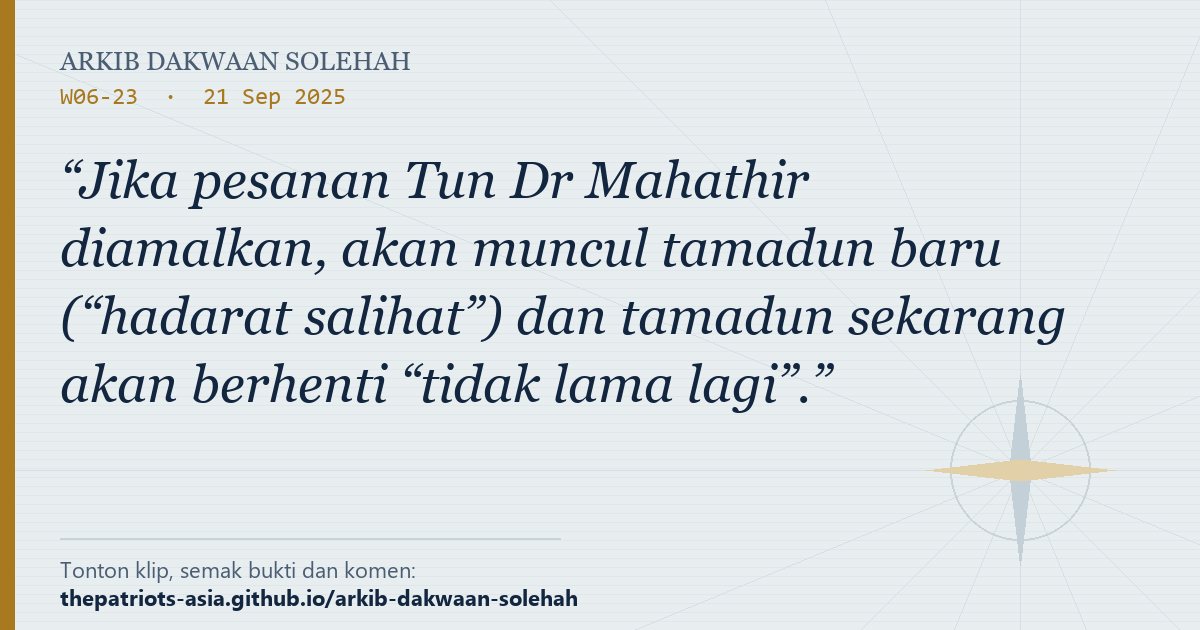 ARKIB DAKWAAN SOLEHAH
W06-23 · 21 Sep 2025
“Jika pesanan Tun Dr Mahathir
diamalkan, akan muncul tamadun baru
(“hadarat salihat”) dan tamadun sekarang
akan berhenti “tidak lama lagi”.”
Tonton klip, semak bukti dan komen:
thepatriots-asia.github.io/arkib-dakwaan-solehah